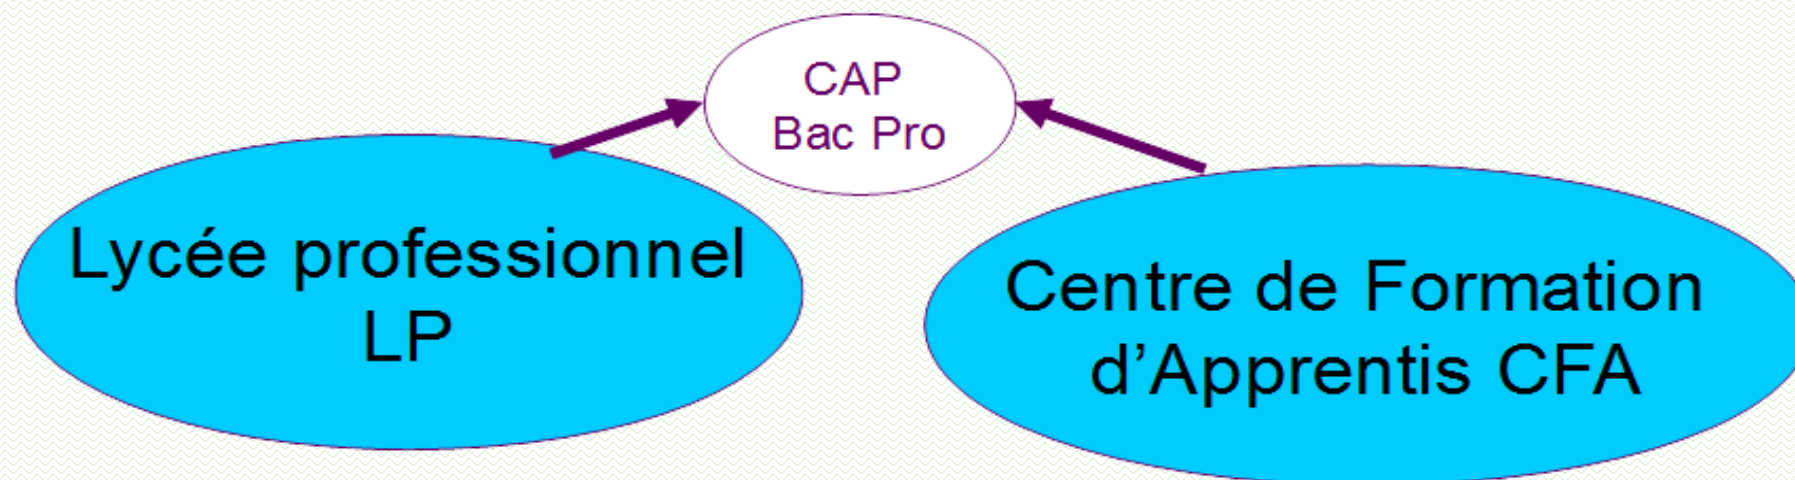 CAP
Bac Pro
Lycée professionnel
LP
Centre de Formation
d’Apprentis CFA